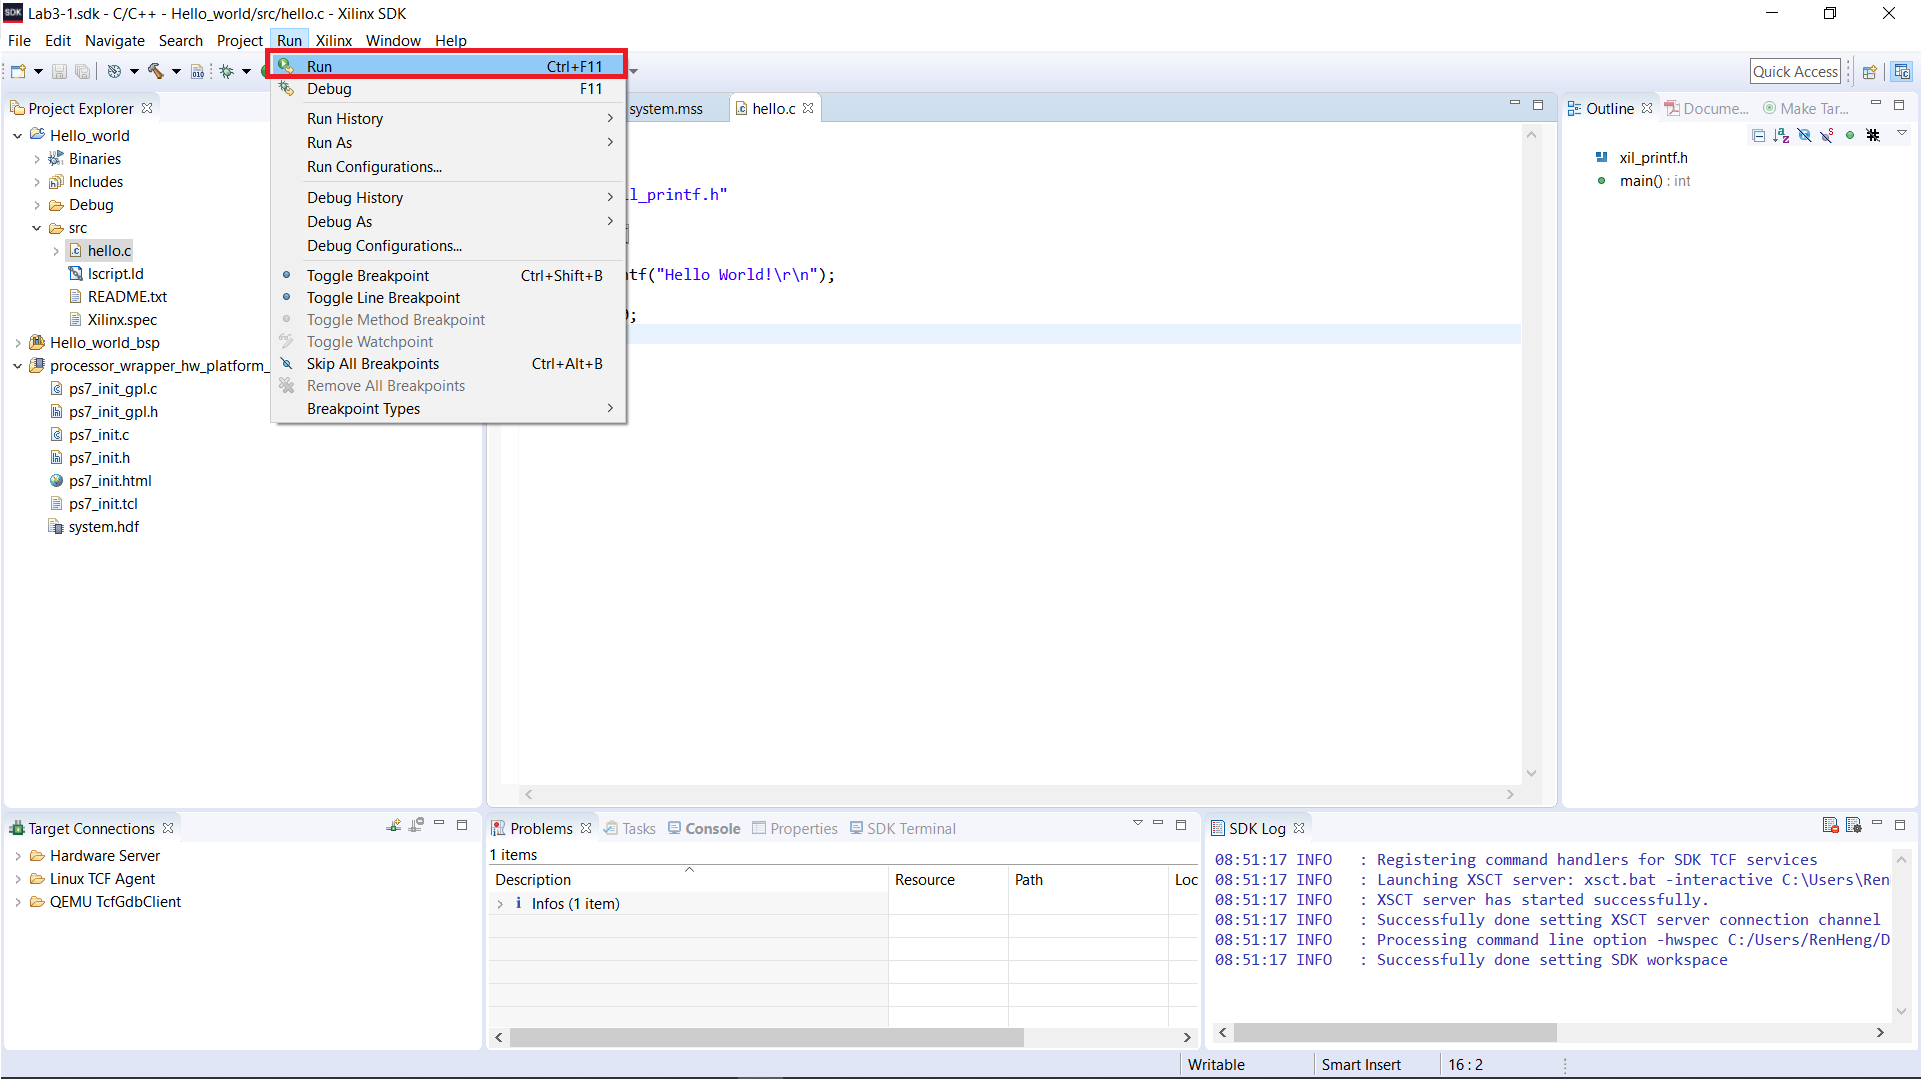 SDK Lab3-1.sdk - C/C++ - Hello_world/src/hello.c - Xilinx SDK
File Edit Navigate Search Project Run Xilinx Window Help
Quick Access
Run Ctrl+F11
Debug F11
Run History
Run As
Run Configurations...
Debug History
Debug As
Debug Configurations...
Toggle Breakpoint Ctrl+Shift+B
Toggle Line Breakpoint
Toggle Method Breakpoint
Toggle Watchpoint
Skip All Breakpoints Ctrl+Alt+B
Remove All Breakpoints
Breakpoint Types
Project Explorer
Hello_world
Binaries
Includes
Debug
src
hello.c
lscript.ld
README.txt
Xilinx.spec
Hello_world_bsp
processor_wrapper_hw_platform_
ps7_init_gpl.c
ps7_init_gpl.h
ps7_init.c
ps7_init.h
ps7_init.html
ps7_init.tcl
system.hdf
system.mss hello.c
l_printf.h"
ntf("Hello World!\r\n");
;
Outline Docume... Make Tar...
xil_printf.h
main() : int
Target Connections
Hardware Server
Linux TCF Agent
QEMU TcfGdbClient
Problems Tasks Console Properties SDK Terminal
1 items
Description Resource Path Loc
i Infos (1 item)
SDK Log
08:51:17 INFO : Registering command handlers for SDK TCF services
08:51:17 INFO : Launching XSCT server: xsct.bat -interactive C:\Users\Ren
08:51:17 INFO : XSCT server has started successfully.
08:51:17 INFO : Successfully done setting XSCT server connection channel
08:51:17 INFO : Processing command line option -hwspec C:/Users/RenHeng/D
08:51:17 INFO : Successfully done setting SDK workspace
Writable Smart Insert 16 : 2